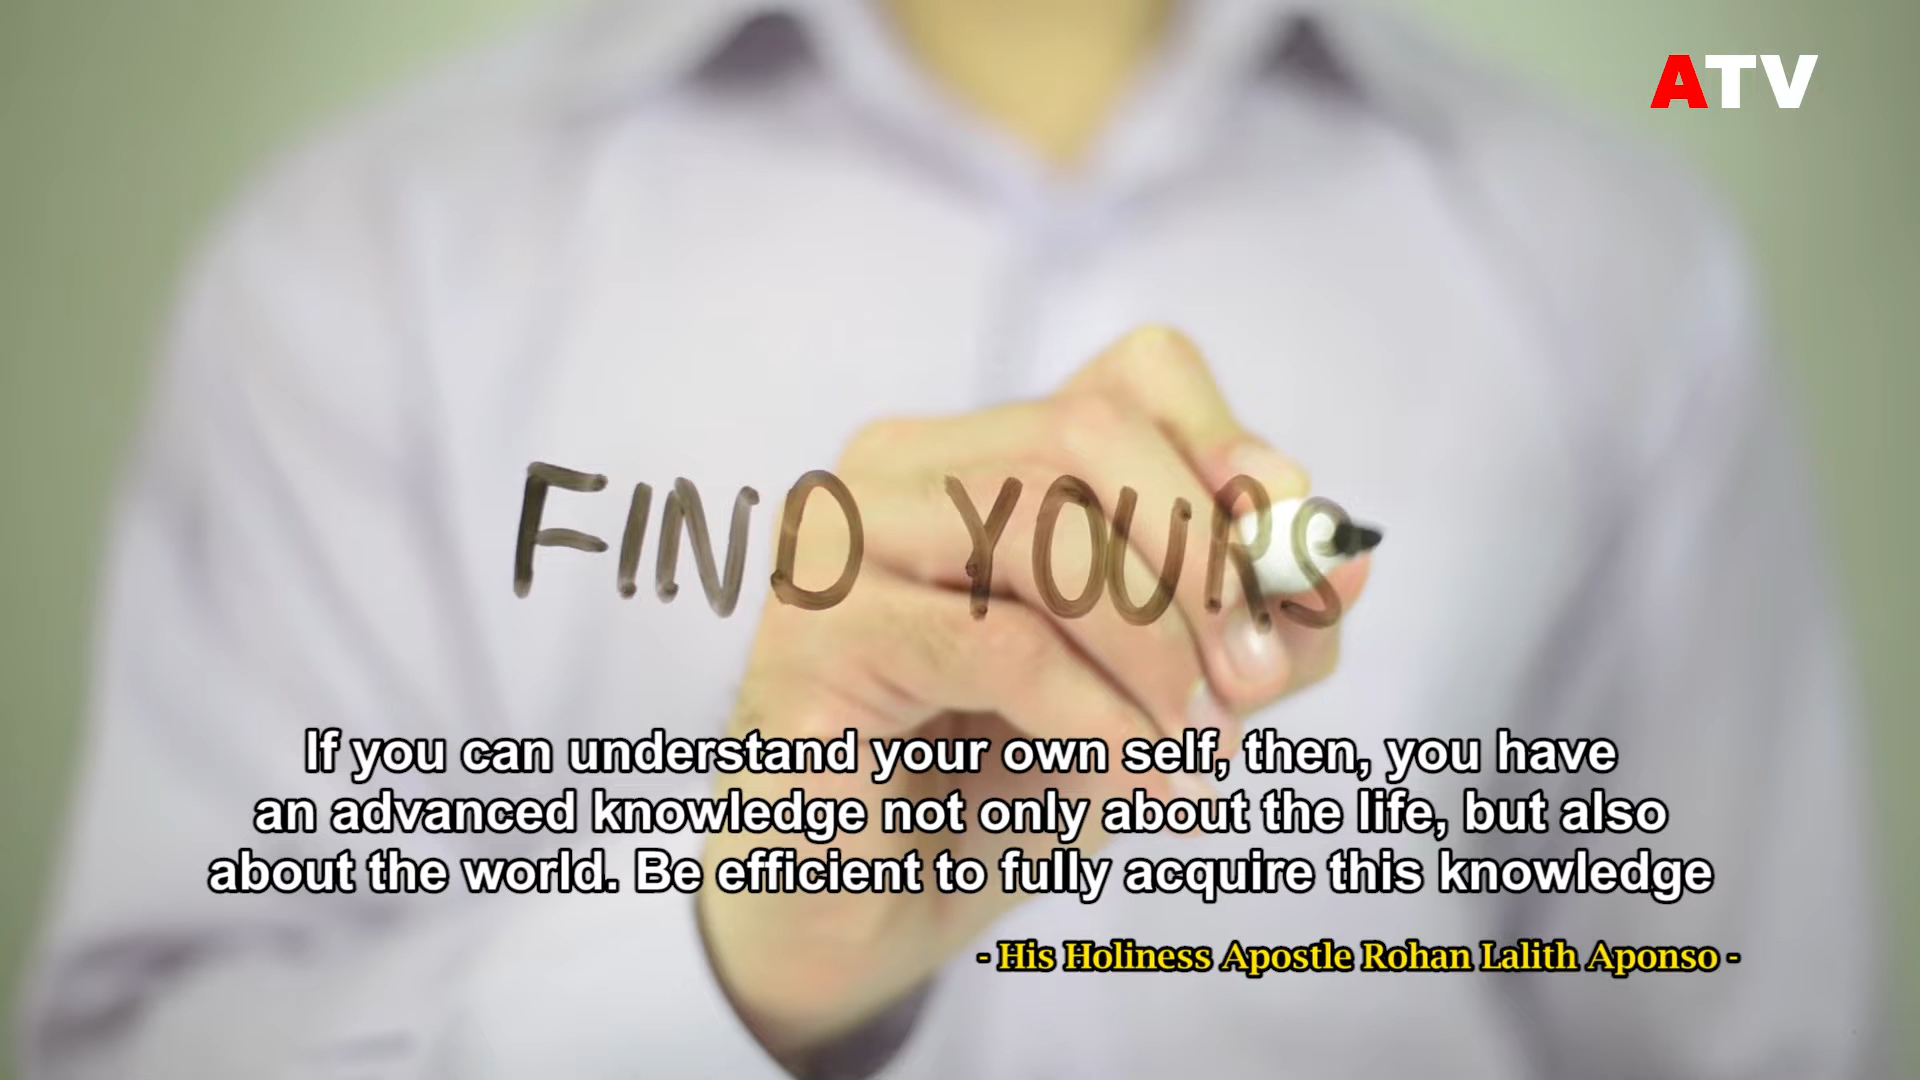 ATV
FIND YOURS
If you can understand your own self, then, you have
an advanced knowledge not only about the life, but also
about the world. Be efficient to fully acquire this knowledge
- His Holiness Apostle Rohan Lalith Aponso -